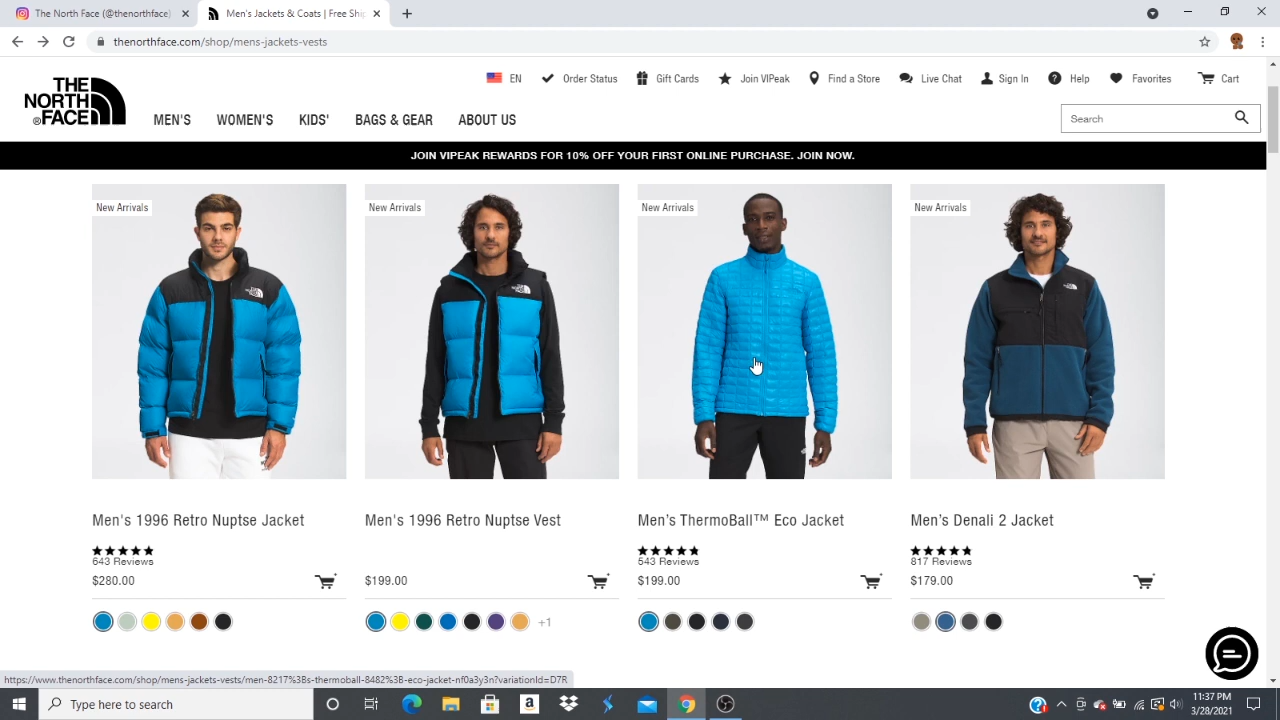 Instagram (@thenorthface) •
Men's Jackets & Coats | Free Ship
thenorthface.com/shop/mens-jackets-vests
EN
Order Status
Gift Cards
Join VIPeak
Find a Store
Live Chat
Sign In
Help
Favorites
Cart
THE
NORTH
FACE
MEN'S
WOMEN'S
KIDS'
BAGS & GEAR
ABOUT US
Search
JOIN VIPEAK REWARDS FOR 10% OFF YOUR FIRST ONLINE PURCHASE. JOIN NOW.
New Arrivals
New Arrivals
New Arrivals
New Arrivals
Men's 1996 Retro Nuptse Jacket
643 Reviews
$280.00
Men's 1996 Retro Nuptse Vest
$199.00
+1
Men’s ThermoBall™ Eco Jacket
543 Reviews
$199.00
Men’s Denali 2 Jacket
817 Reviews
$179.00
https://www.thenorthface.com/shop/mens-jackets-vests/men-8217%3Bs-thermoball-8482%3B-eco-jacket-nf0a3y3n?variationId=D7R
Type here to search
11:37 PM
3/28/2021